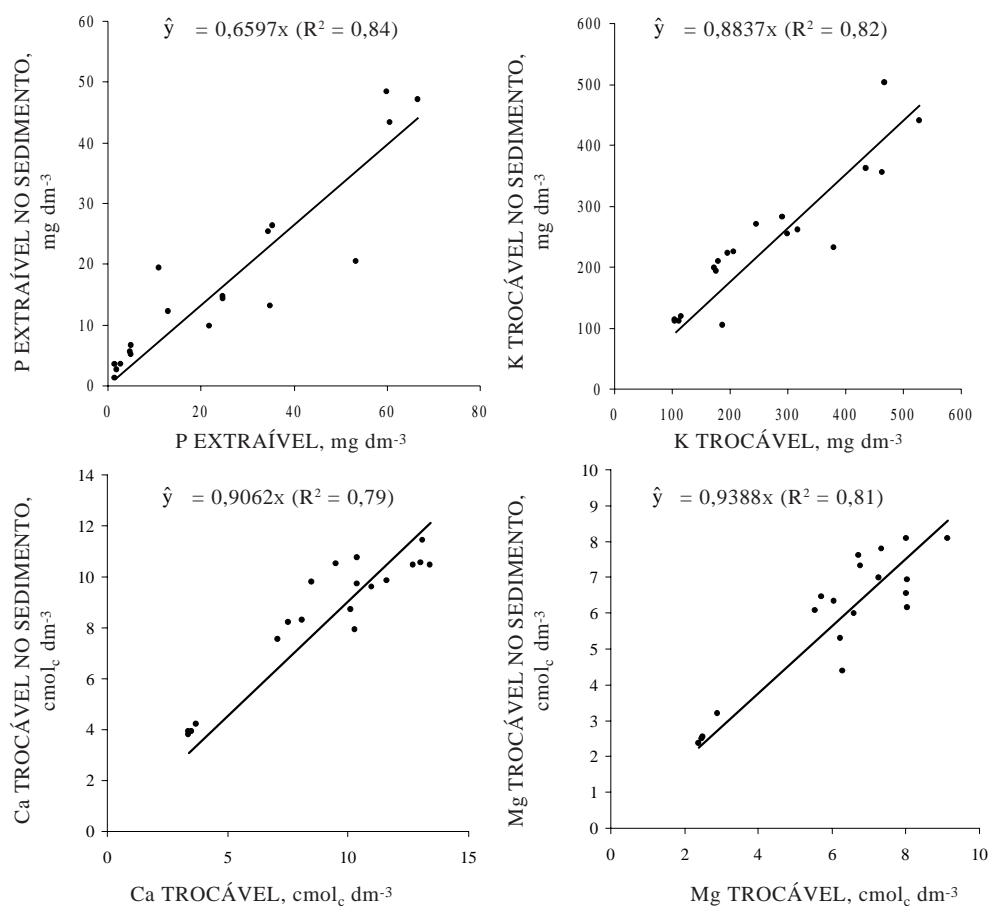 ŷ = 0,6597x (R² = 0,84)
P EXTRAÍVEL NO SEDIMENTO,
mg dm⁻³
60
50
40
30
20
10
0
0 20 40 60 80
P EXTRAÍVEL, mg dm⁻³
ŷ = 0,8837x (R² = 0,82)
K TROCÁVEL NO SEDIMENTO,
mg dm⁻³
600
500
400
300
200
100
0
0 100 200 300 400 500 600
K TROCÁVEL, mg dm⁻³
ŷ = 0,9062x (R² = 0,79)
Ca TROCÁVEL NO SEDIMENTO,
cmol_c dm⁻³
14
12
10
8
6
4
2
0
0 5 10 15
Ca TROCÁVEL, cmol_c dm⁻³
ŷ = 0,9388x (R² = 0,81)
Mg TROCÁVEL NO SEDIMENTO,
cmol_c dm⁻³
10
9
8
7
6
5
4
3
2
1
0
0 2 4 6 8 10
Mg TROCÁVEL, cmol_c dm⁻³